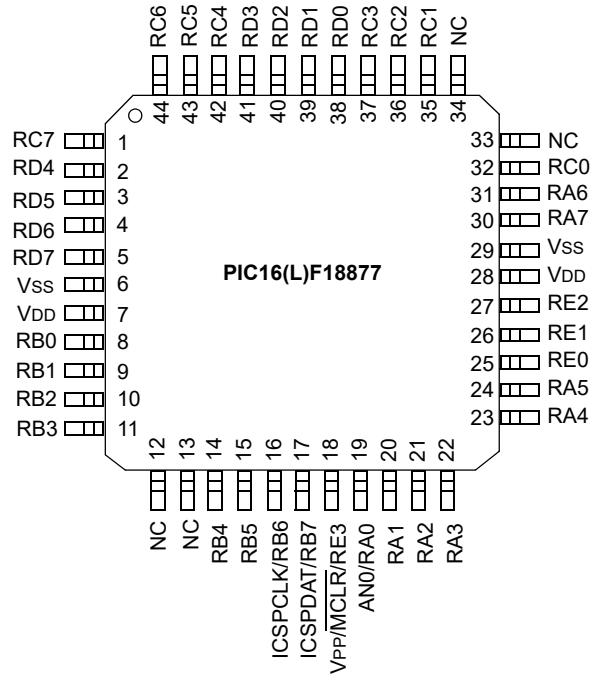 RC6
RC5
RC4
RD3
RD2
RD1
RD0
RC3
RC2
RC1
NC
44
43
42
41
40
39
38
37
36
35
34
RC7 1
RD4 2
RD5 3
RD6 4
RD7 5
VSS 6
VDD 7
RB0 8
RB1 9
RB2 10
RB3 11
PIC16(L)F18877
33 NC
32 RC0
31 RA6
30 RA7
29 VSS
28 VDD
27 RE2
26 RE1
25 RE0
24 RA5
23 RA4
12
13
14
15
16
17
18
19
20
21
22
NC
NC
RB4
RB5
ICSPCLK/RB6
ICSPDAT/RB7
VPP/MCLR/RE3
AN0/RA0
RA1
RA2
RA3